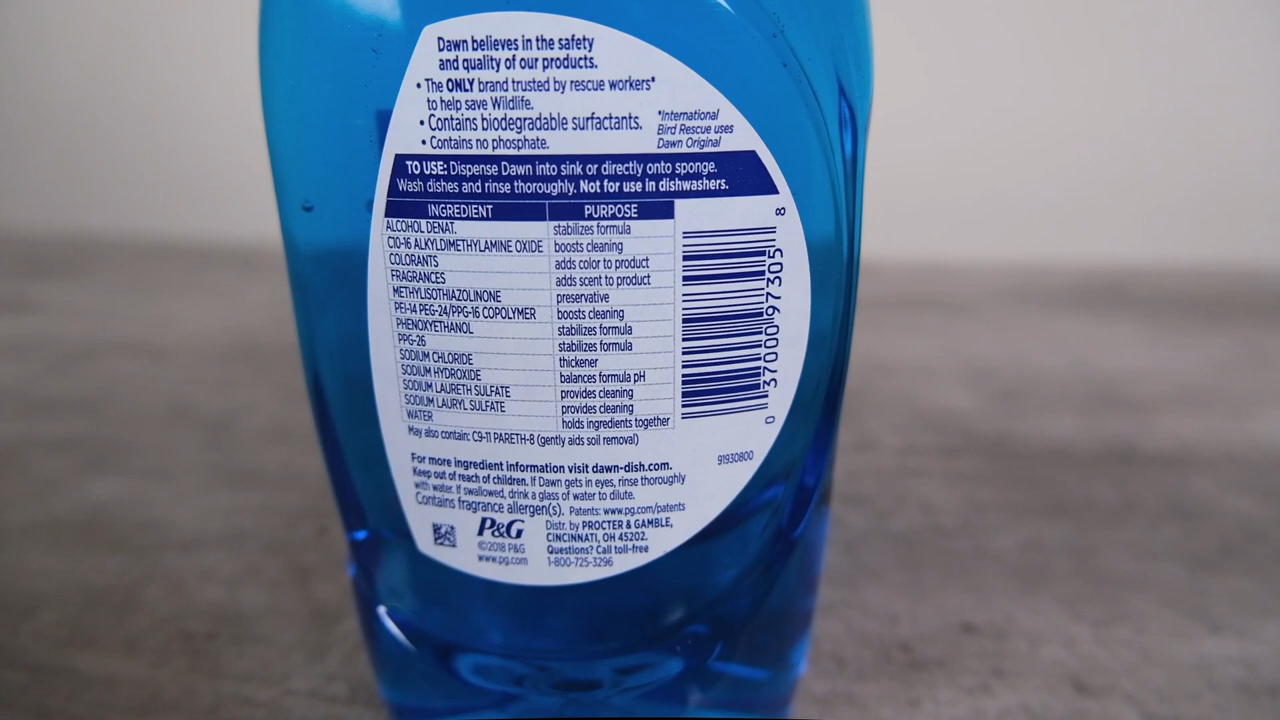 Dawn believes in the safety
and quality of our products.
• The ONLY brand trusted by rescue workers*
to help save Wildlife.
• Contains biodegradable surfactants.
• Contains no phosphate.
*International
Bird Rescue uses
Dawn Original
TO USE: Dispense Dawn into sink or directly onto sponge.
Wash dishes and rinse thoroughly. Not for use in dishwashers.
INGREDIENT PURPOSE
ALCOHOL DENAT. stabilizes formula
C10-16 ALKYLDIMETHYLAMINE OXIDE boosts cleaning
COLORANTS adds color to product
FRAGRANCES adds scent to product
METHYLISOTHIAZOLINONE preservative
PEI-14 PEG-24/PPG-16 COPOLYMER boosts cleaning
PHENOXYETHANOL stabilizes formula
PPG-26 stabilizes formula
SODIUM CHLORIDE thickener
SODIUM HYDROXIDE balances formula pH
SODIUM LAURETH SULFATE provides cleaning
SODIUM LAURYL SULFATE provides cleaning
WATER holds ingredients together
May also contain: C9-11 PARETH-8 (gently aids soil removal)
0 37000 97305 8
91930800
For more ingredient information visit dawn-dish.com.
Keep out of reach of children. If Dawn gets in eyes, rinse thoroughly
with water. If swallowed, drink a glass of water to dilute.
Contains fragrance allergen(s). Patents: www.pg.com/patents
P&G
©2018 P&G
www.pg.com
Distr. by PROCTER & GAMBLE,
CINCINNATI, OH 45202.
Questions? Call toll-free
1-800-725-3296